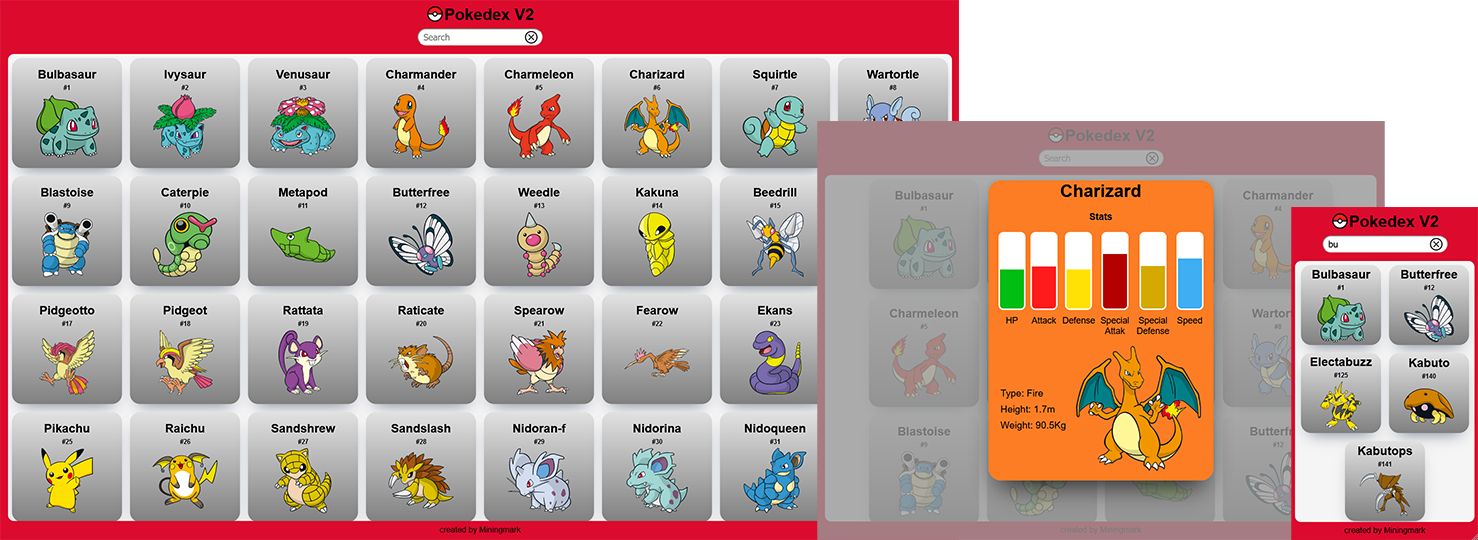 Pokedex V2
Search
Bulbasaur Ivysaur Venusaur Charmander Charmeleon Charizard Squirtle Wartortle
#1 #2 #3 #4 #5 #6 #7 #8
Blastoise Caterpie Metapod Butterfree Weedle Kakuna Beedrill
#9 #10 #11 #12 #13 #14 #15
Pidgeotto Pidgeot Rattata Raticate Spearow Fearow Ekans
#17 #18 #19 #20 #21 #22 #23
Pikachu Raichu Sandshrew Sandslash Nidoran-f Nidorina Nidoqueen
#25 #26 #27 #28 #29 #30 #31
created by Miningmark
Pokedex V2
Search
Bulbasaur Charmander
#1 #4
Charmeleon Wartor
#5 #8
Blastoise Butterf
#9 #12
created by Miningmark
Charizard
Stats
HP Attack Defense Special Attak Special Defense Speed
Type: Fire
Height: 1.7m
Weight: 90.5Kg
Pokedex V2
bu
Bulbasaur Butterfree
#1 #12
Electabuzz Kabuto
#125 #140
Kabutops
#141
created by Miningmark